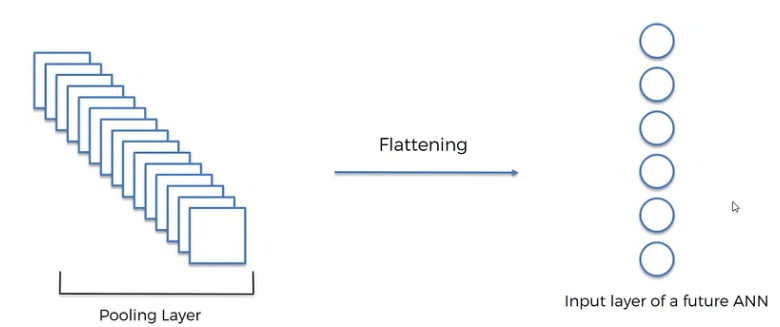 Flattening
Pooling Layer
Input layer of a future ANN